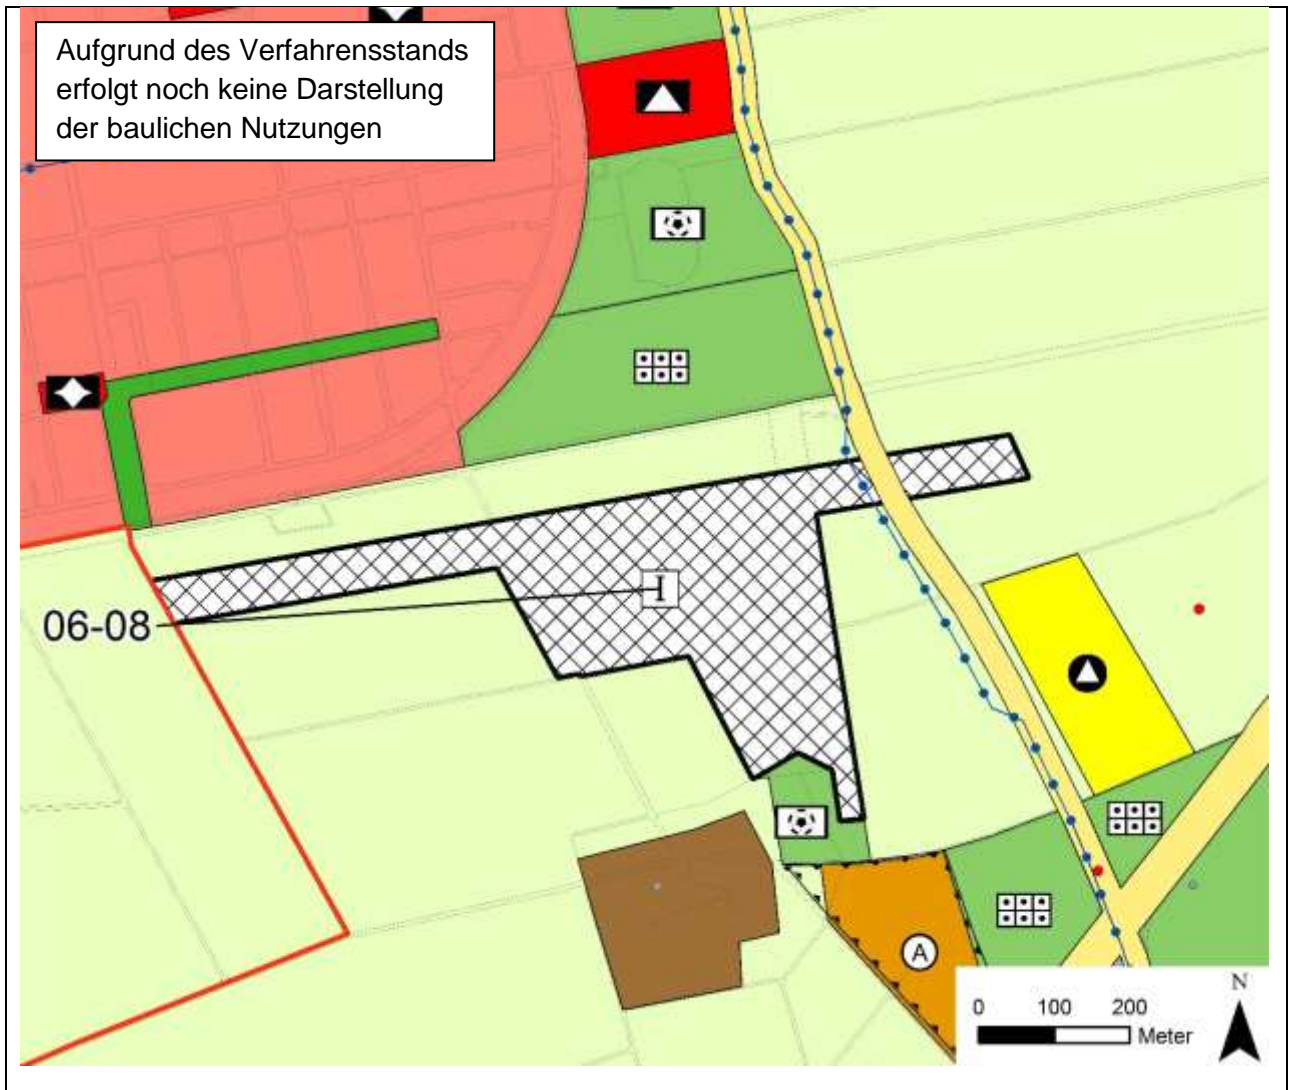 Aufgrund des Verfahrensstands
erfolgt noch keine Darstellung
der baulichen Nutzungen
I
06-08
A
N
0 100 200
Meter